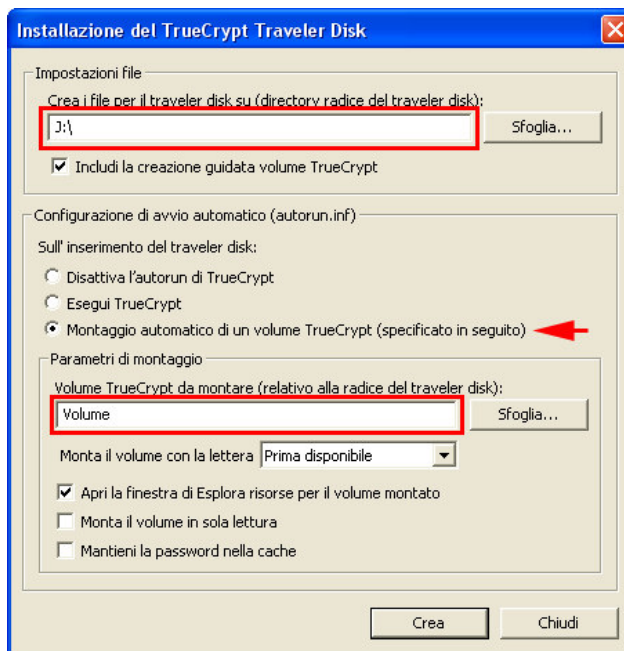 Installazione del TrueCrypt Traveler Disk
Impostazioni file
Crea i file per il traveler disk su (directory radice del traveler disk):
J:\
Sfoglia...
Includi la creazione guidata volume TrueCrypt
Configurazione di avvio automatico (autorun.inf)
Sull' inserimento del traveler disk:
Disattiva l'autorun di TrueCrypt
Esegui TrueCrypt
Montaggio automatico di un volume TrueCrypt (specificato in seguito)
Parametri di montaggio
Volume TrueCrypt da montare (relativo alla radice del traveler disk):
Volume
Sfoglia...
Monta il volume con la lettera Prima disponibile
Apri la finestra di Esplora risorse per il volume montato
Monta il volume in sola lettura
Mantieni la password nella cache
Crea
Chiudi